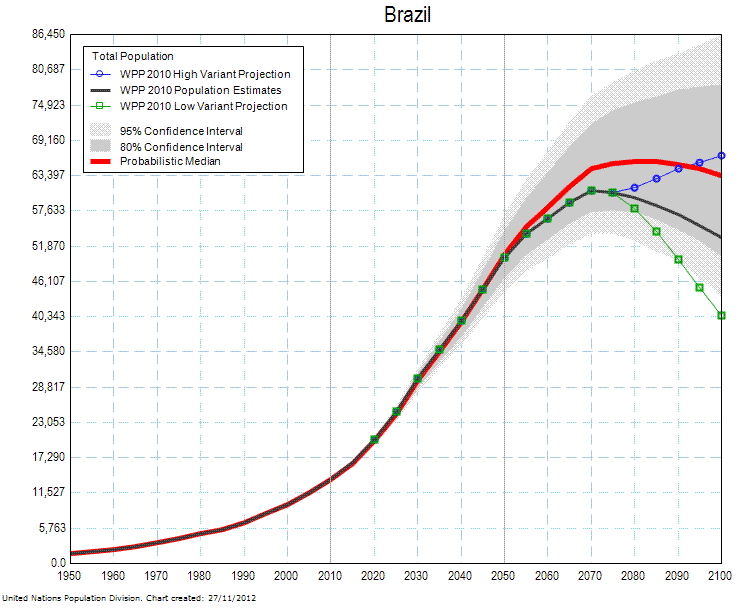 Brazil
86,450
80,687
74,923
69,160
63,397
57,633
51,870
46,107
40,343
34,580
28,817
23,053
17,290
11,527
5,763
0.0
Total Population
WPP 2010 High Variant Projection
WPP 2010 Population Estimates
WPP 2010 Low Variant Projection
95% Confidence Interval
80% Confidence Interval
Probabilistic Median
1950 1960 1970 1980 1990 2000 2010 2020 2030 2040 2050 2060 2070 2080 2090 2100
United Nations Population Division. Chart created: 27/11/2012